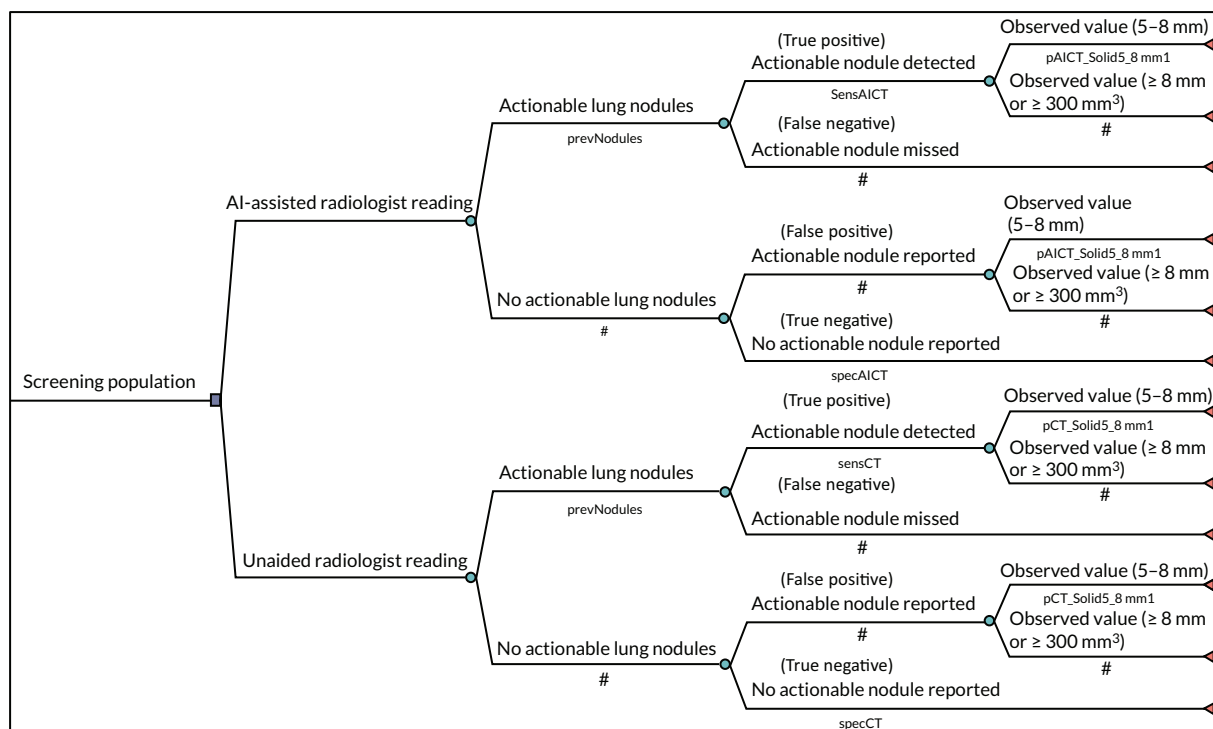 Screening population
AI-assisted radiologist reading
Actionable lung nodules
prevNodules
(True positive)
Actionable nodule detected
SensAICT
Observed value (5–8 mm)
pAICT_Solid5_8 mm1
Observed value (≥ 8 mm
or ≥ 300 mm³)
#
(False negative)
Actionable nodule missed
#
No actionable lung nodules
#
(False positive)
Actionable nodule reported
#
Observed value
(5–8 mm)
pAICT_Solid5_8 mm1
Observed value (≥ 8 mm
or ≥ 300 mm³)
#
(True negative)
No actionable nodule reported
specAICT
Unaided radiologist reading
Actionable lung nodules
prevNodules
(True positive)
Actionable nodule detected
sensCT
Observed value (5–8 mm)
pCT_Solid5_8 mm1
Observed value (≥ 8 mm
or ≥ 300 mm³)
#
(False negative)
Actionable nodule missed
#
No actionable lung nodules
#
(False positive)
Actionable nodule reported
#
Observed value (5–8 mm)
pCT_Solid5_8 mm1
Observed value (≥ 8 mm
or ≥ 300 mm³)
#
(True negative)
No actionable nodule reported
specCT